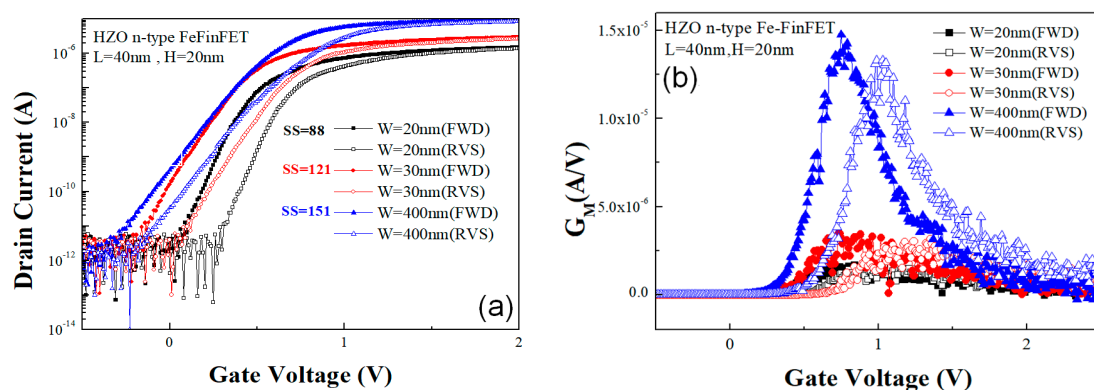 HZO n-type FeFinFET
L=40nm , H=20nm
SS=88
W=20nm(FWD)
W=20nm(RVS)
SS=121
W=30nm(FWD)
W=30nm(RVS)
SS=151
W=400nm(FWD)
W=400nm(RVS)
(a)
10⁻⁶
10⁻⁸
10⁻¹⁰
10⁻¹²
10⁻¹⁴
0
1
2
Drain Current (A)
Gate Voltage (V)
HZO n-type Fe-FinFET
L=40nm,H=20nm
(b)
W=20nm(FWD)
W=20nm(RVS)
W=30nm(FWD)
W=30nm(RVS)
W=400nm(FWD)
W=400nm(RVS)
1.5x10⁻⁵
1.0x10⁻⁵
5.0x10⁻⁶
0.0
0
1
2
G_M(A/V)
Gate Voltage (V)